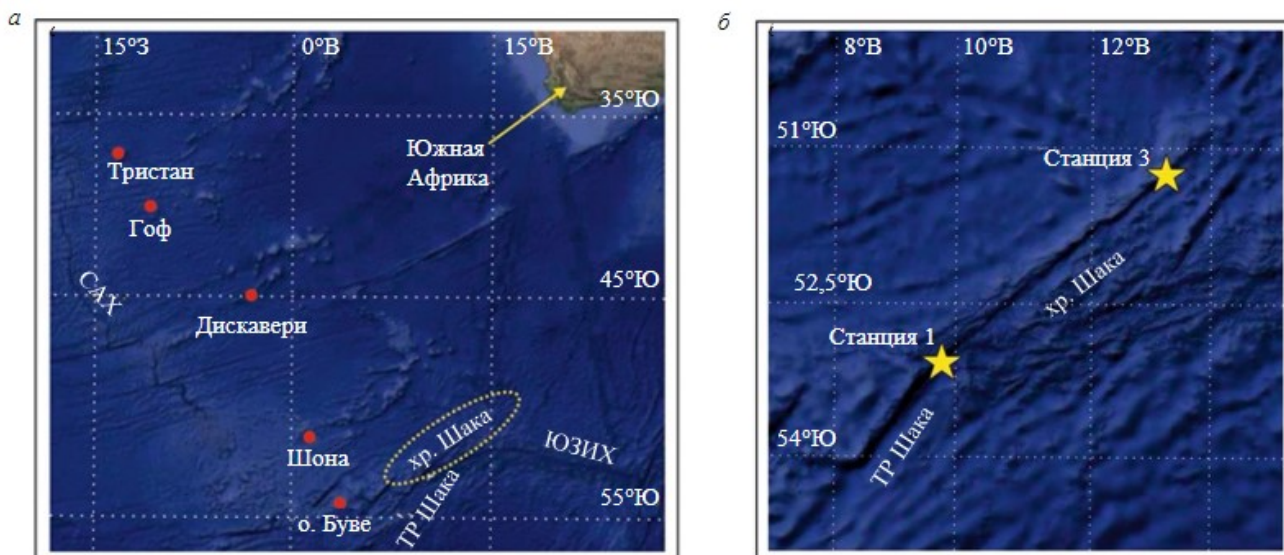 а
15°З
0°В
15°В
35°Ю
Южная
Африка
Тристан
Гоф
САХ
45°Ю
Дискавери
хр. Шака
ЮЗИХ
Шона
55°Ю
о. Буве
ТР Шака
б
8°В
10°В
12°В
51°Ю
Станция 3
52,5°Ю
хр. Шака
Станция 1
54°Ю
ТР Шака